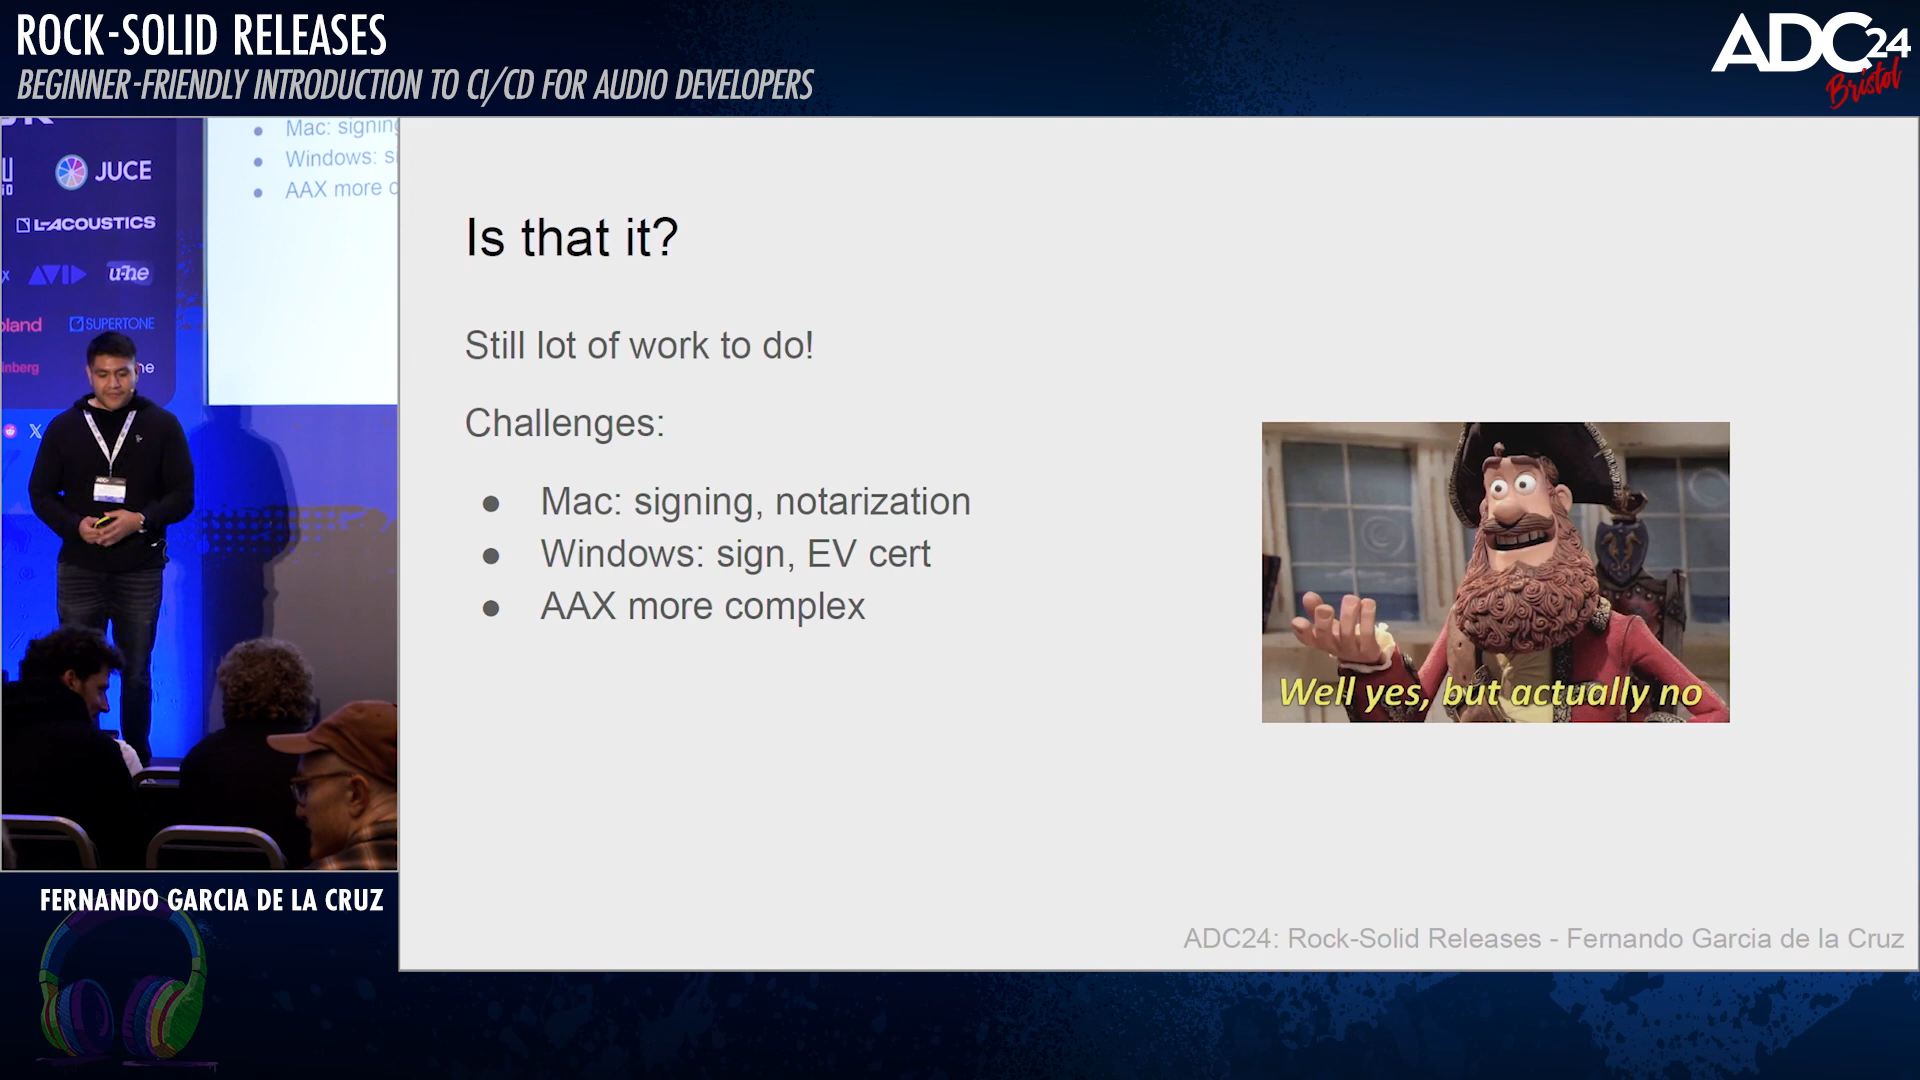 ROCK-SOLID RELEASES
BEGINNER-FRIENDLY INTRODUCTION TO CI/CD FOR AUDIO DEVELOPERS
ADC24
Bristol
Mac: signing
Windows: si
AAX more c
JUCE
L-ACOUSTICS
AVID
u-he
SUPERTONE
Is that it?
Still lot of work to do!
Challenges:
● Mac: signing, notarization
● Windows: sign, EV cert
● AAX more complex
Well yes, but actually no
FERNANDO GARCIA DE LA CRUZ
ADC24: Rock-Solid Releases - Fernando Garcia de la Cruz